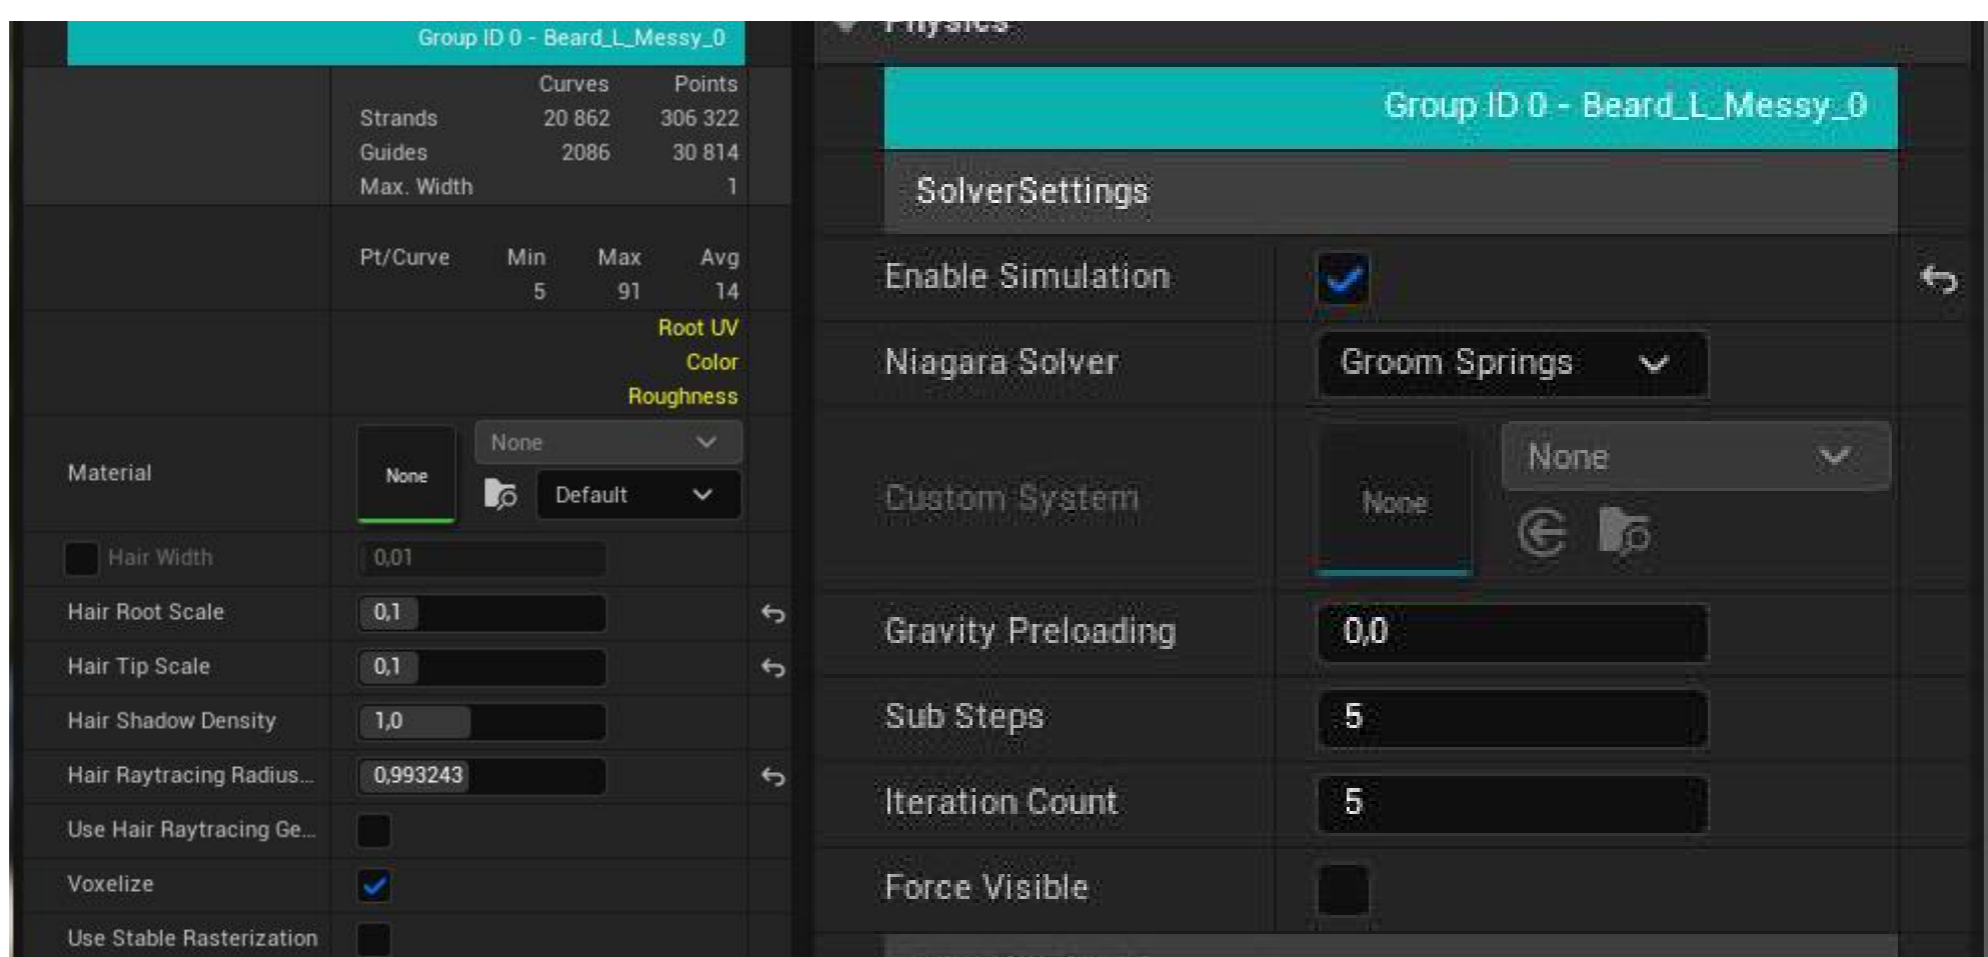 Group ID 0 - Beard_L_Messy_0
Curves Points
Strands 20 862 306 322
Guides 2086 30 814
Max. Width 1
Pt/Curve Min Max Avg
5 91 14
Root UV
Color
Roughness
Material
None
None
Default
Hair Width 0,01
Hair Root Scale 0,1
Hair Tip Scale 0,1
Hair Shadow Density 1,0
Hair Raytracing Radius... 0,993243
Use Hair Raytracing Ge...
Voxelize
Use Stable Rasterization
Physics
Group ID 0 - Beard_L_Messy_0
SolverSettings
Enable Simulation
Niagara Solver Groom Springs
Custom System
None
None
Gravity Preloading 0,0
Sub Steps 5
Iteration Count 5
Force Visible